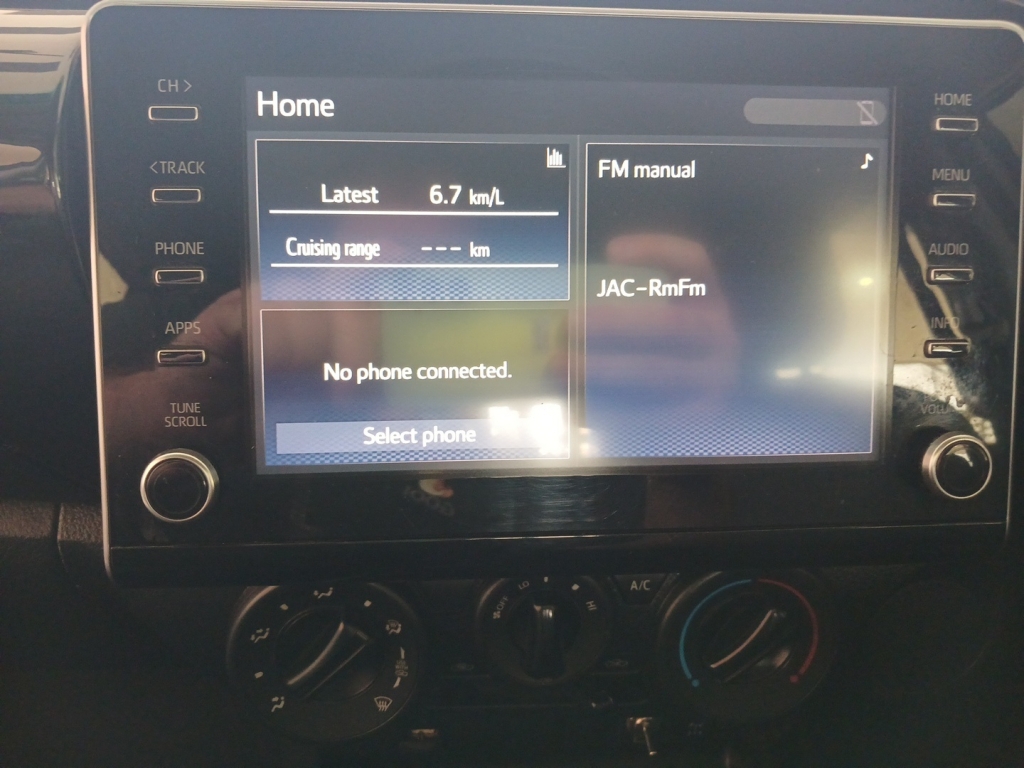 CH >
< TRACK
PHONE
APPS
TUNE
SCROLL
Home
Latest 6.7 km/L
Cruising range --- km
No phone connected.
Select phone
FM manual
JAC-RmFm
HOME
MENU
AUDIO
INFO
OFF
LO
HI
A/C